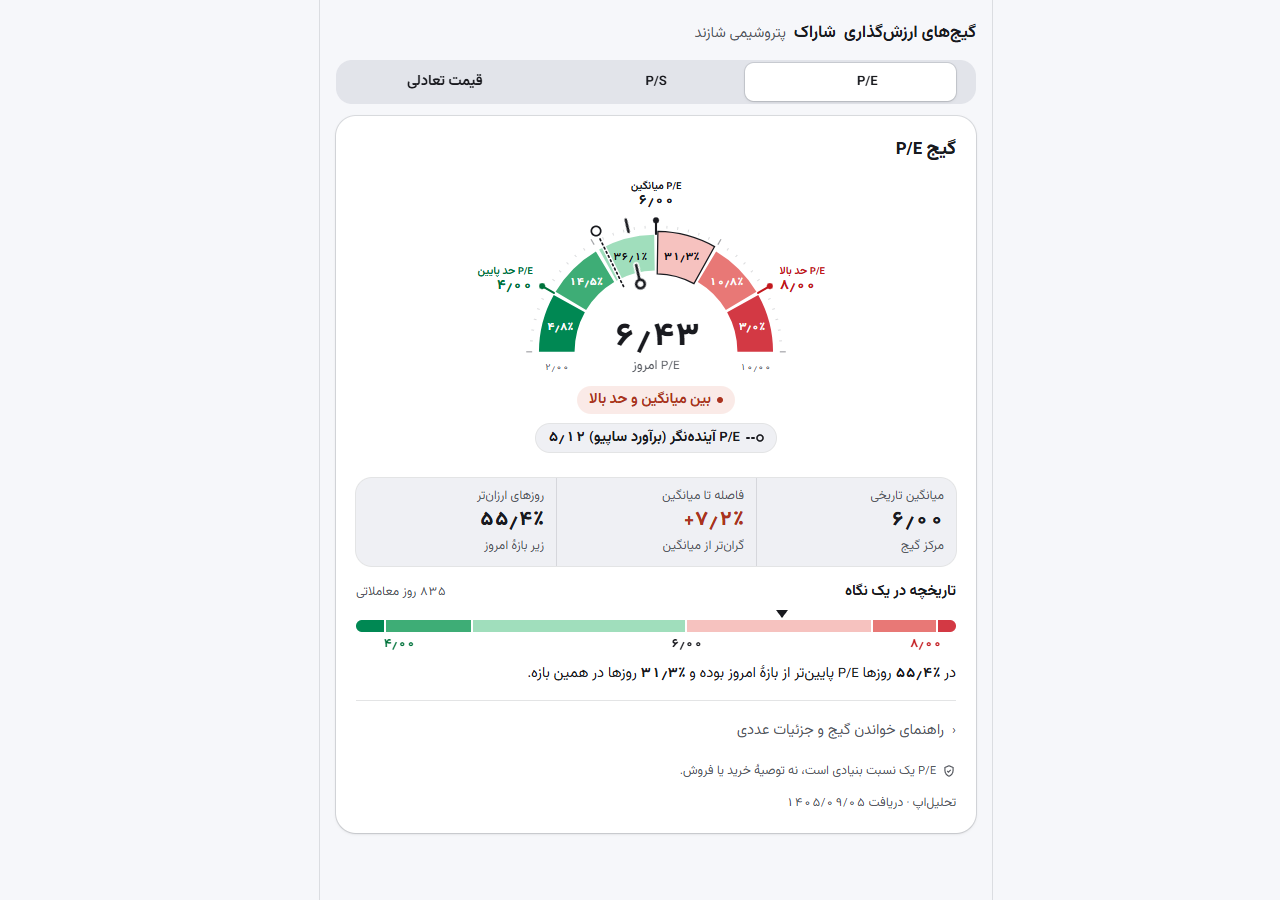 گیج‌های ارزش‌گذاری شاراک پتروشیمی شازند
P/E
P/S
قیمت تعادلی
گیج P/E
P/E میانگین
۶٫۰۰
P/E حد بالا
۸٫۰۰
P/E حد پایین
۴٫۰۰
۳٫۰٪
۱۰٫۸٪
۳۱٫۳٪
۳۶٫۱٪
۱۴٫۵٪
۴٫۸٪
۶٫۴۳
P/E امروز
۱۰٫۰۰
۲٫۰۰
بین میانگین و حد بالا
P/E آینده‌نگر (برآورد ساپیو) ۵٫۱۲
میانگین تاریخی
۶٫۰۰
مرکز گیج
فاصله تا میانگین
+۷٫۲٪
گران‌تر از میانگین
روزهای ارزان‌تر
۵۵٫۴٪
زیر بازهٔ امروز
تاریخچه در یک نگاه
۸۳۵ روز معاملاتی
۸٫۰۰
۶٫۰۰
۴٫۰۰
در ۵۵٫۴٪ روزها P/E پایین‌تر از بازهٔ امروز بوده و ۳۱٫۳٪ روزها در همین بازه.
راهنمای خواندن گیج و جزئیات عددی
P/E یک نسبت بنیادی است، نه توصیهٔ خرید یا فروش.
تحلیل‌اپ · دریافت ۱۴۰۵/۰۹/۰۵